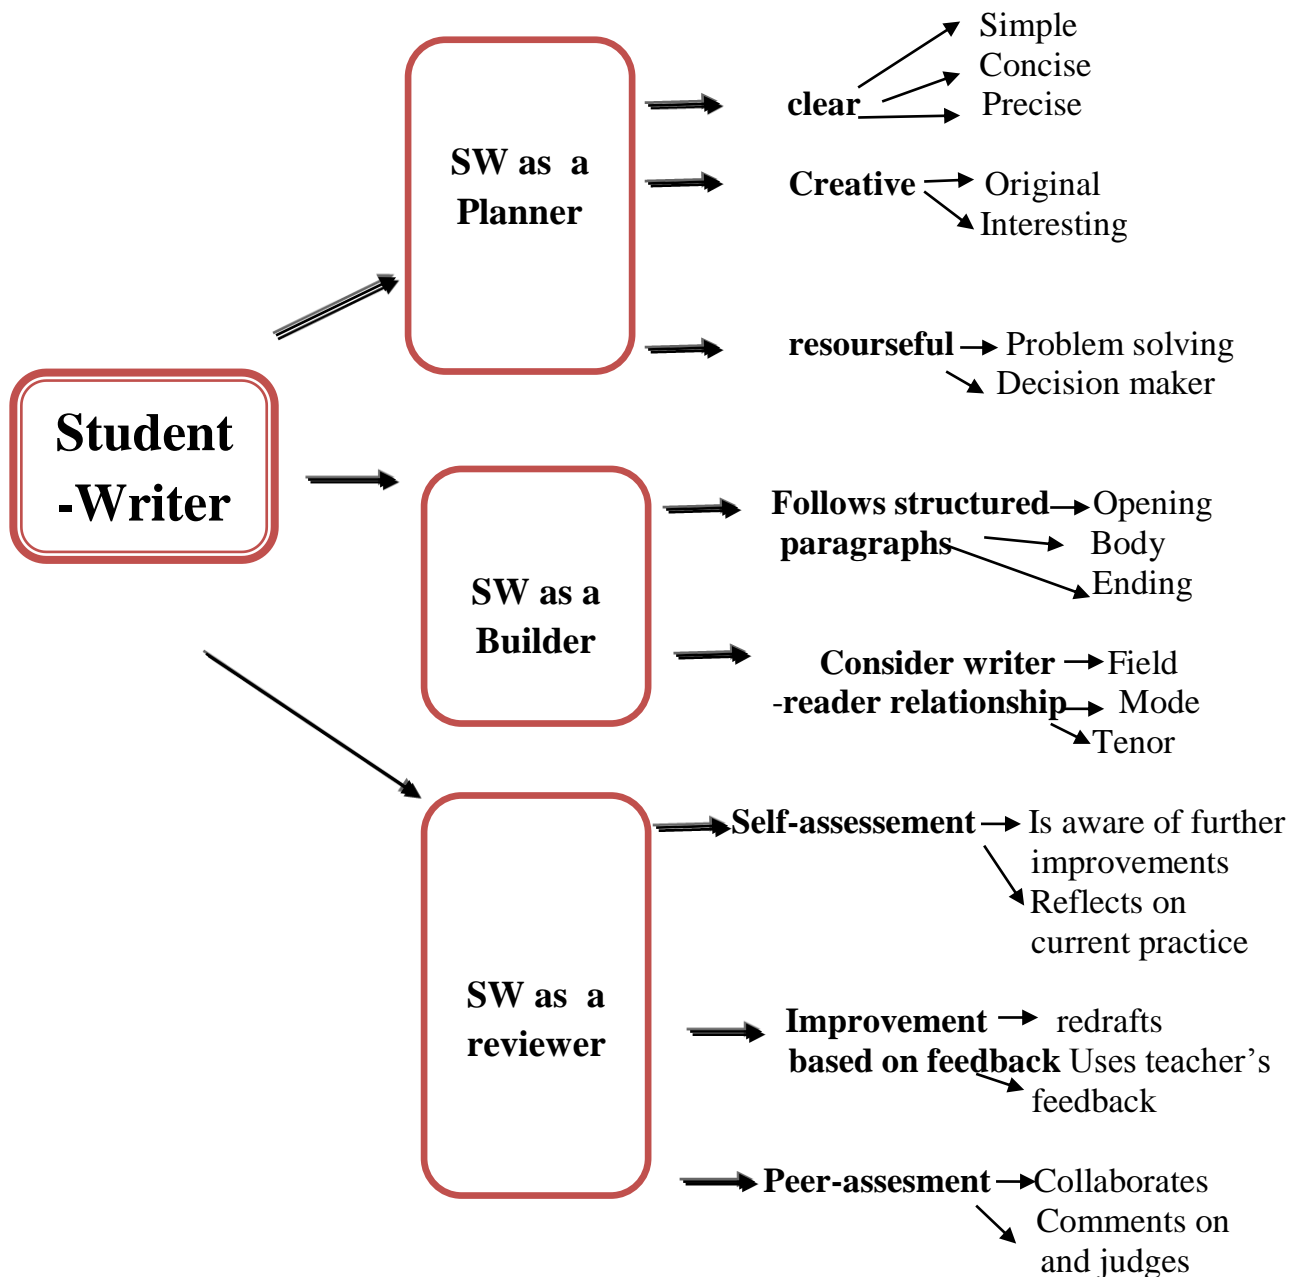 Student
-Writer
SW as a
Planner
clear
Simple
Concise
Precise
Creative
Original
Interesting
resourseful
Problem solving
Decision maker
SW as a
Builder
Follows structured
paragraphs
Opening
Body
Ending
Consider writer
-reader relationship
Field
Mode
Tenor
SW as a
reviewer
Self-assessement
Is aware of further
improvements
Reflects on
current practice
Improvement
based on feedback
redrafts
Uses teacher’s
feedback
Peer-assesment
Collaborates
Comments on
and judges